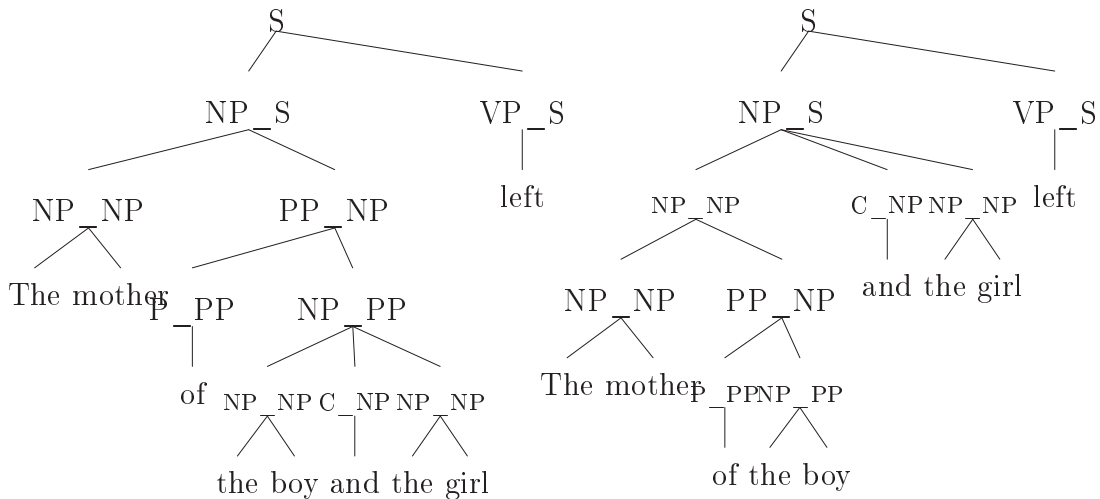 S S
NP_S VP_S NP_S VP_S
left left
NP_NP PP_NP NP_NP C_NP NP_NP
The mother P_PP NP_PP NP_NP PP_NP and the girl
of NP_NP C_NP NP_NP The mother P_PP NP_PP
the boy and the girl of the boy